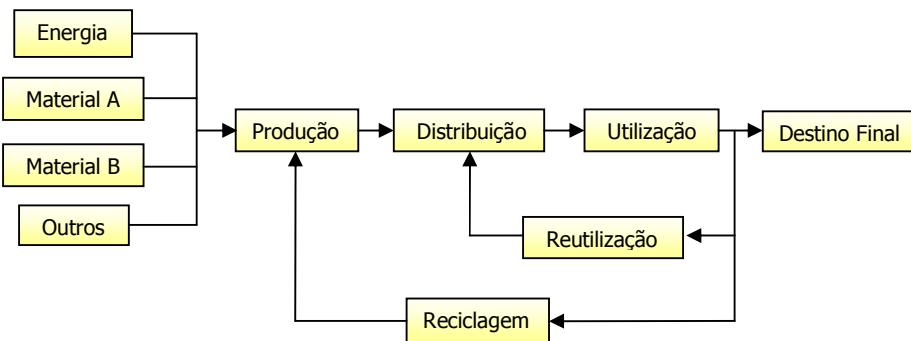 Energia
Material A
Material B
Outros
Produção
Distribuição
Utilização
Destino Final
Reutilização
Reciclagem